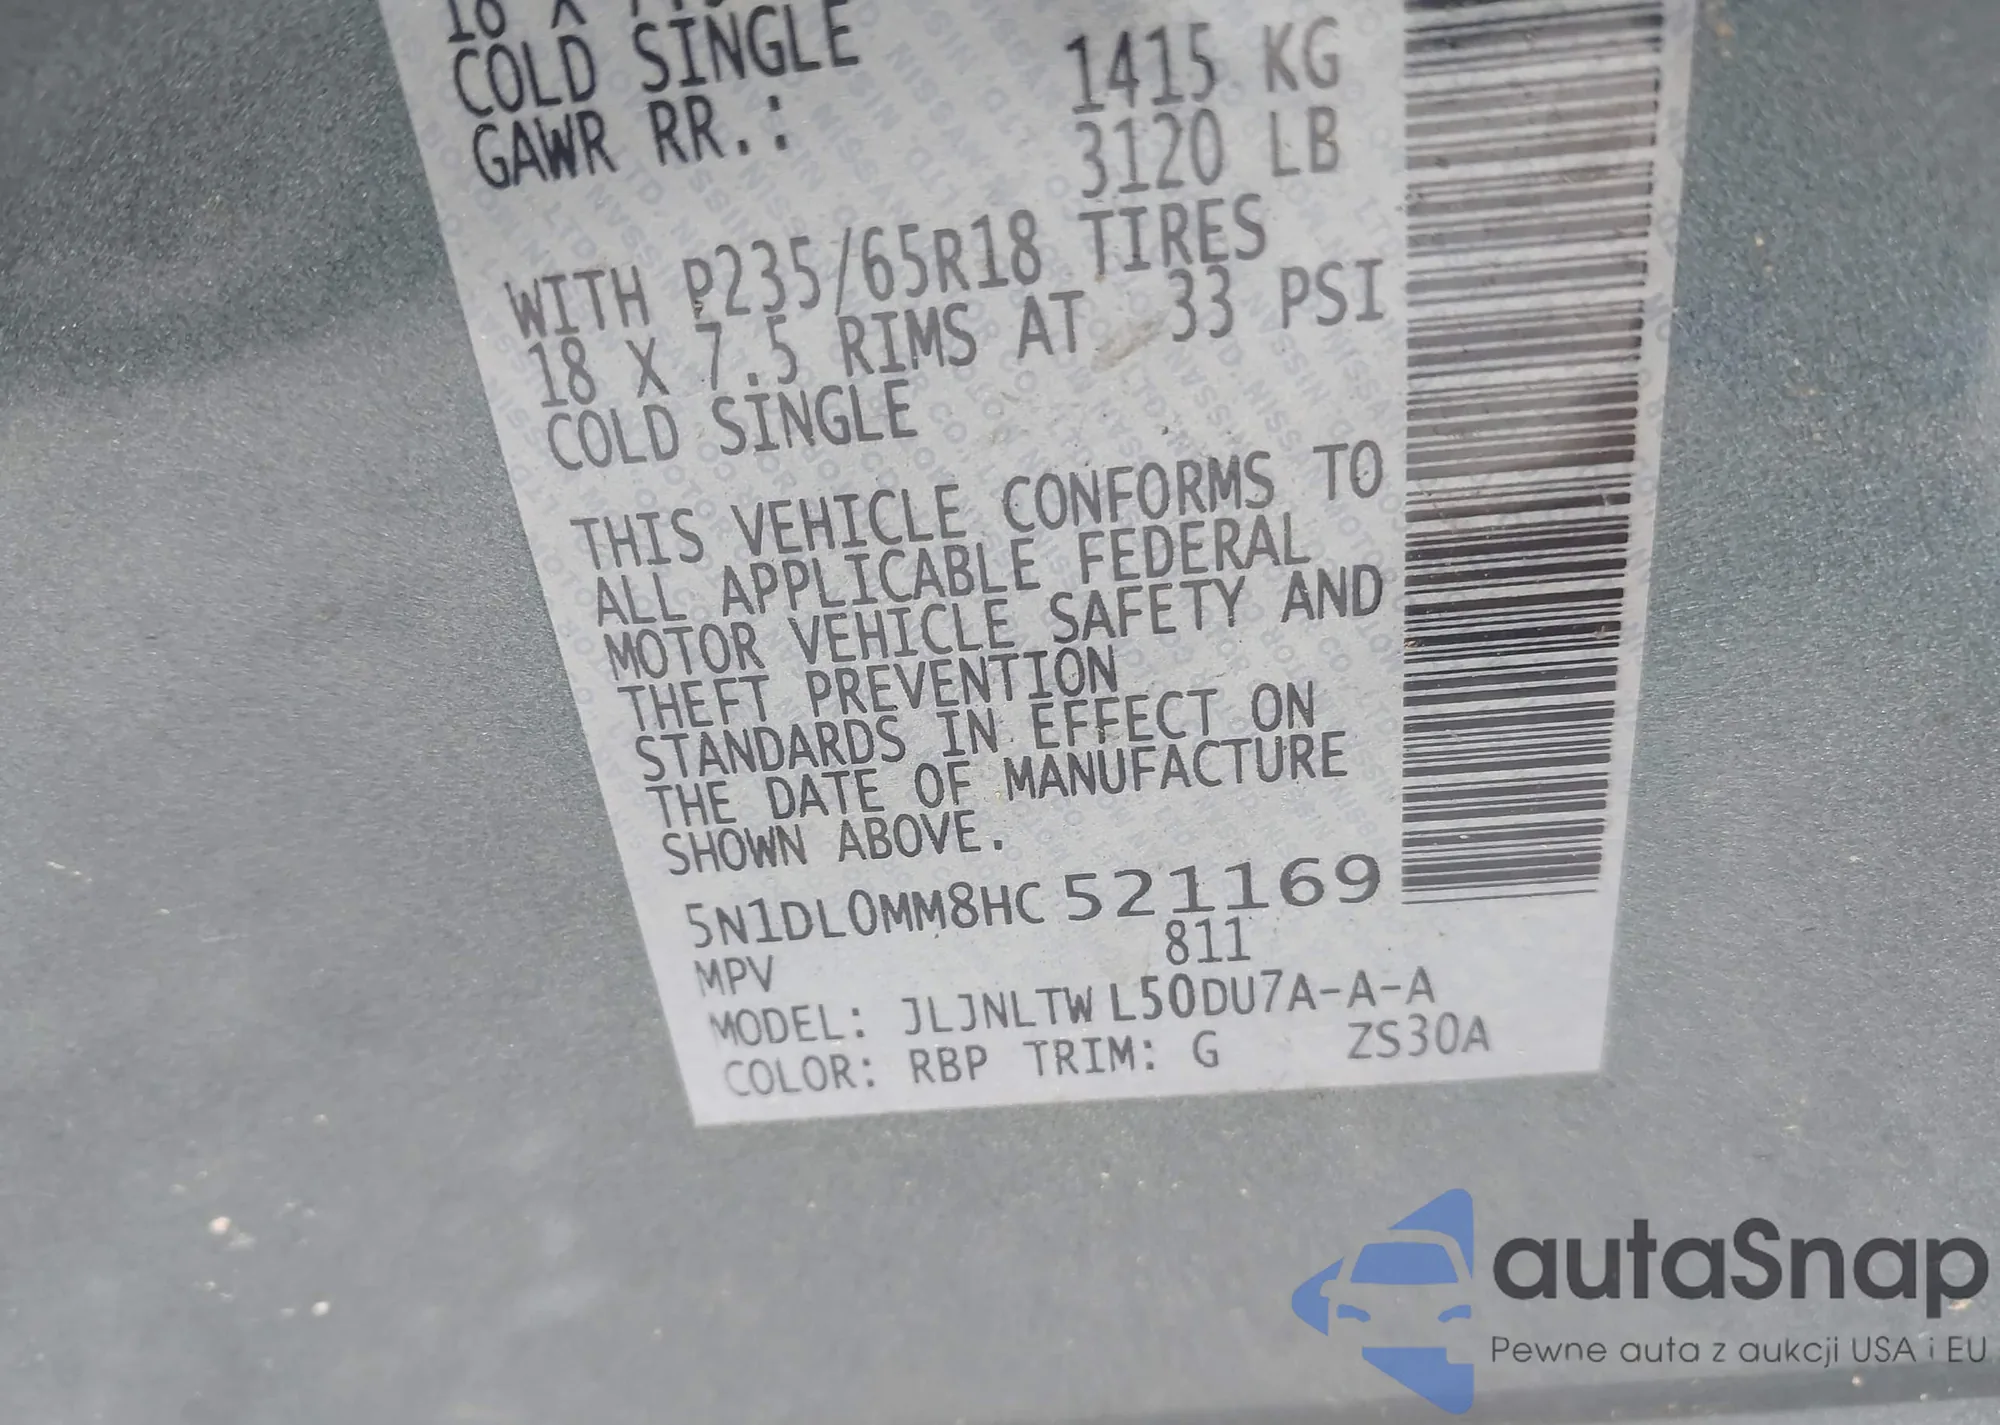 COLD SINGLE
GAWR RR.: 1415 KG
3120 LB
WITH P235/65R18 TIRES
18 X 7.5 RIMS AT 33 PSI
COLD SINGLE
THIS VEHICLE CONFORMS TO
ALL APPLICABLE FEDERAL
MOTOR VEHICLE SAFETY AND
THEFT PREVENTION
STANDARDS IN EFFECT ON
THE DATE OF MANUFACTURE
SHOWN ABOVE.
5N1DL0MM8HC521169
MPV 811
MODEL: JLJNLTWL50DU7A-A-A
COLOR: RBP TRIM: G ZS30A
autaSnap
Pewne auta z aukcji USA i EU